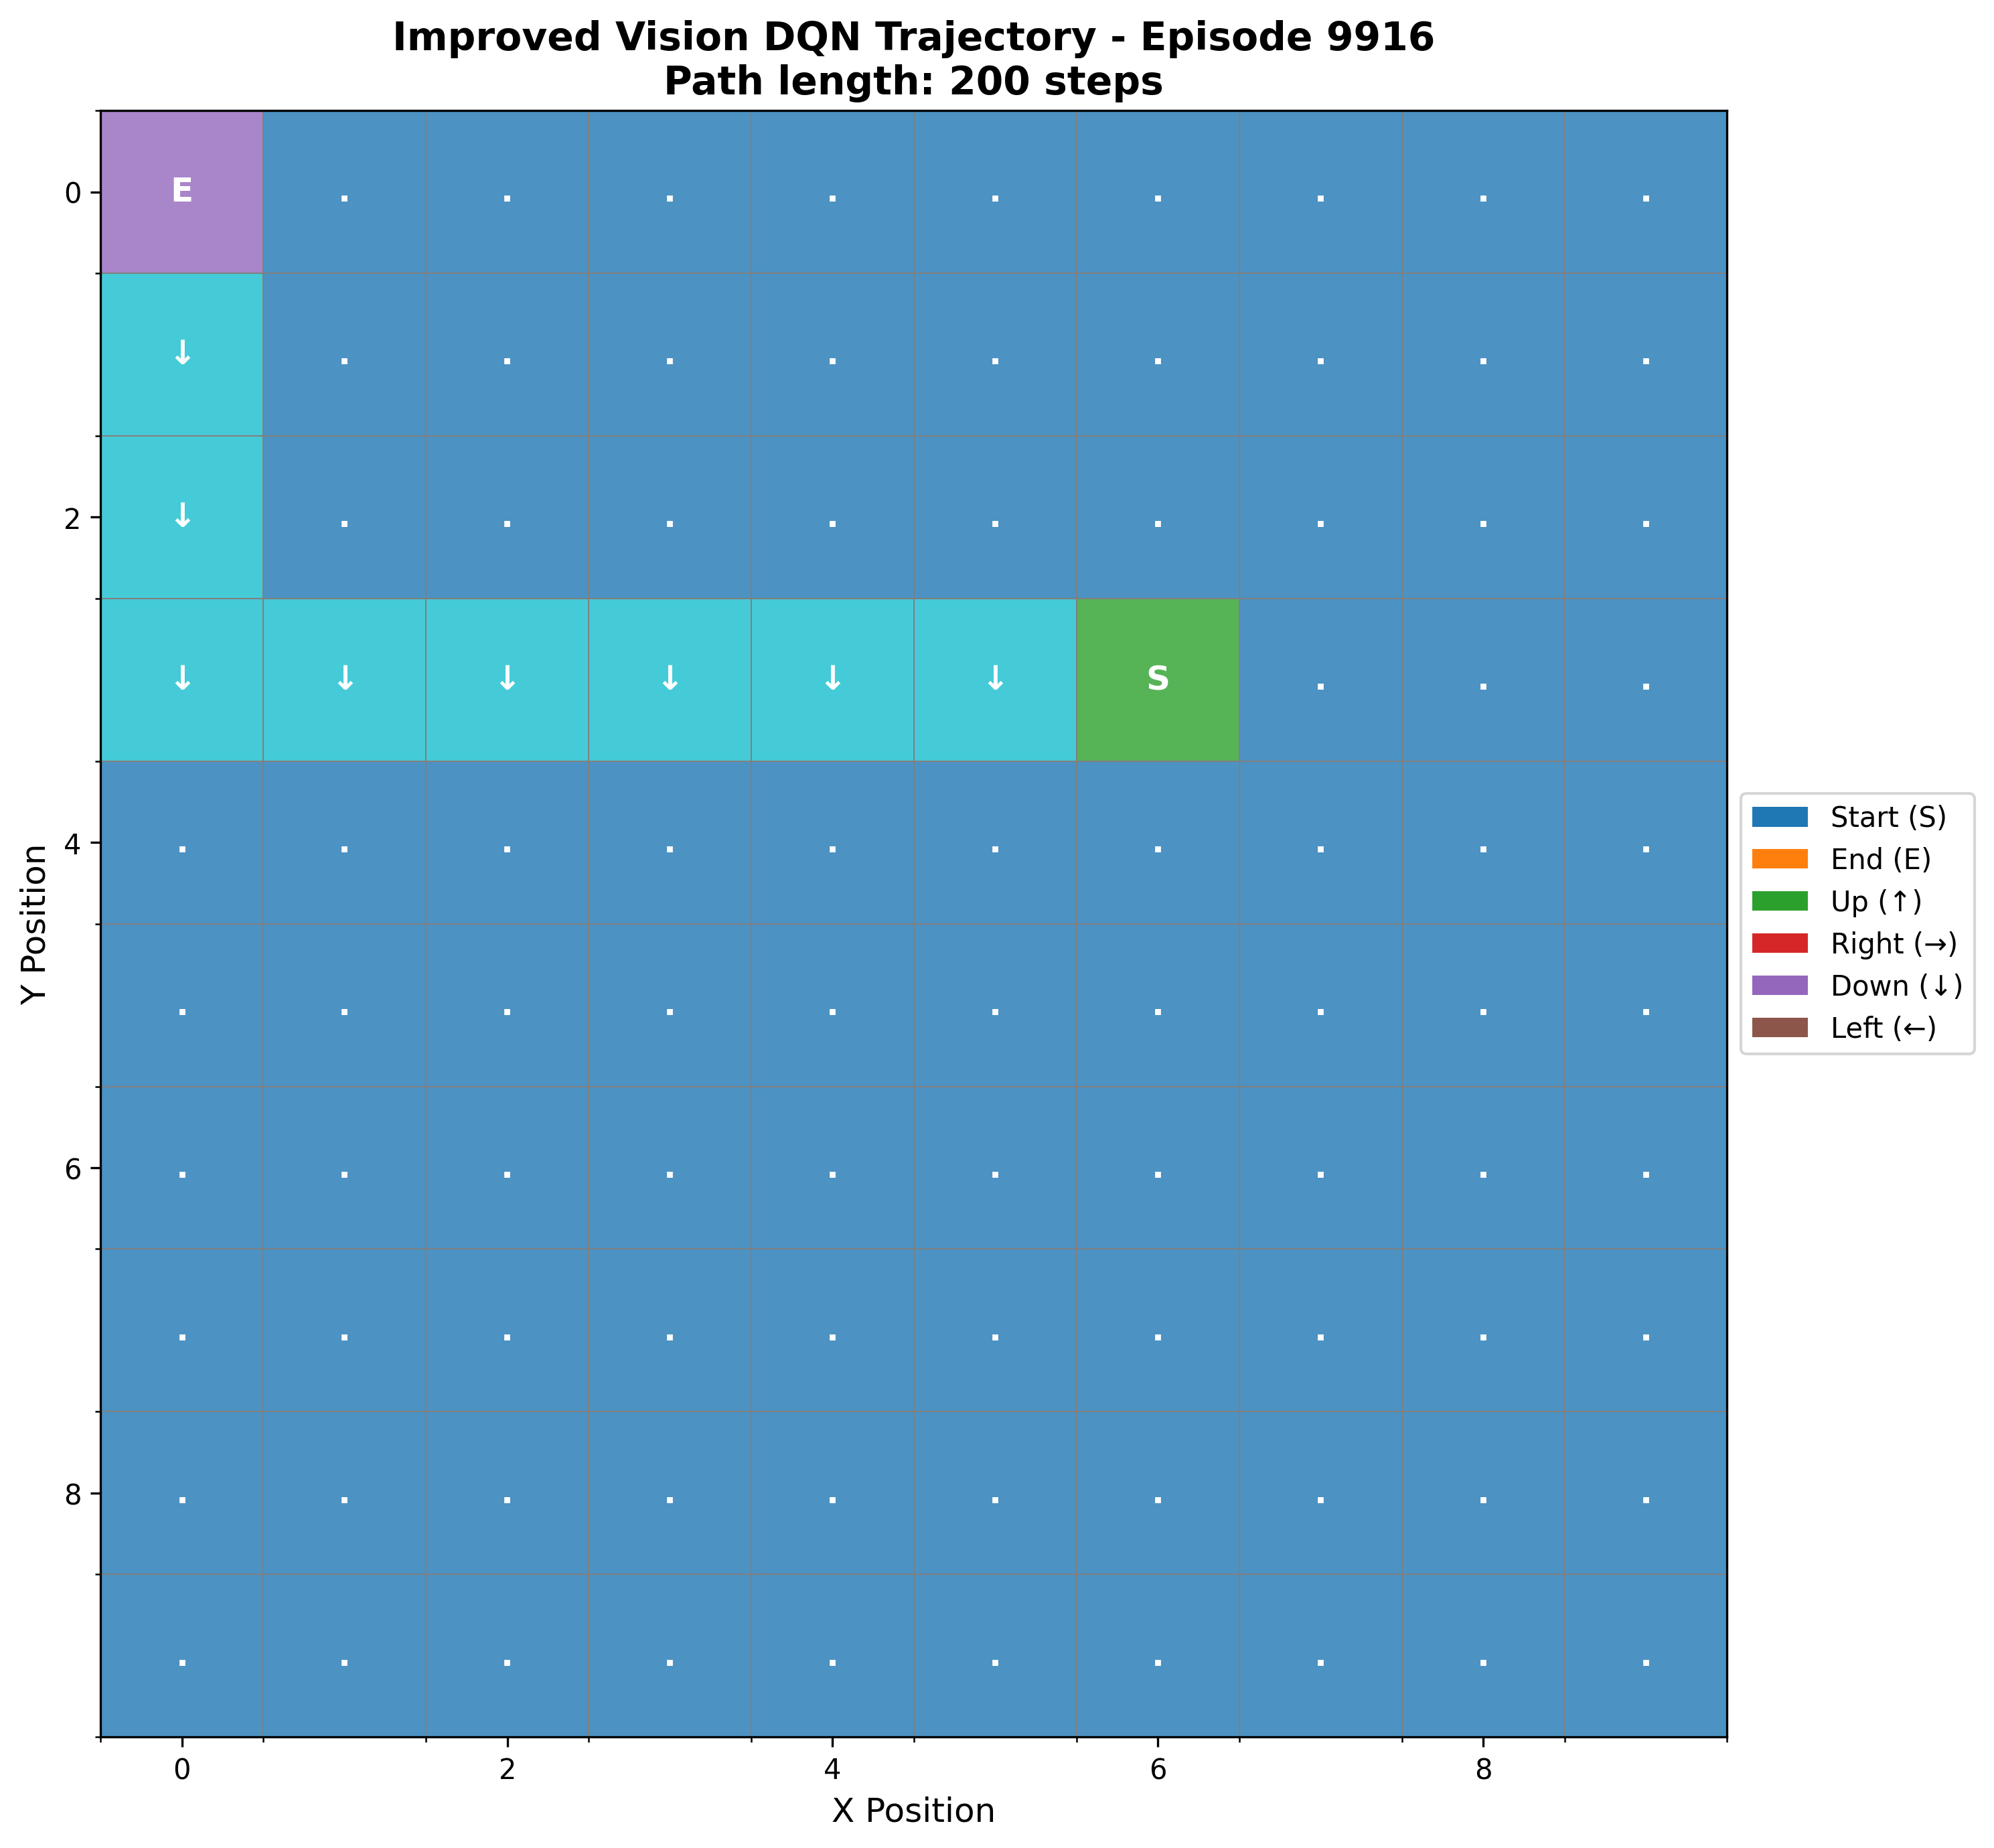 Improved Vision DQN Trajectory - Episode 9916
Path length: 200 steps
0 E . . . . . . . . .
↓ . . . . . . . . .
2 ↓ . . . . . . . . .
↓ ↓ ↓ ↓ ↓ ↓ S . . .
4 . . . . . . . . . .
. . . . . . . . . .
6 . . . . . . . . . .
. . . . . . . . . .
8 . . . . . . . . . .
. . . . . . . . . .
0 2 4 6 8
X Position
Y Position
Start (S)
End (E)
Up (↑)
Right (→)
Down (↓)
Left (←)